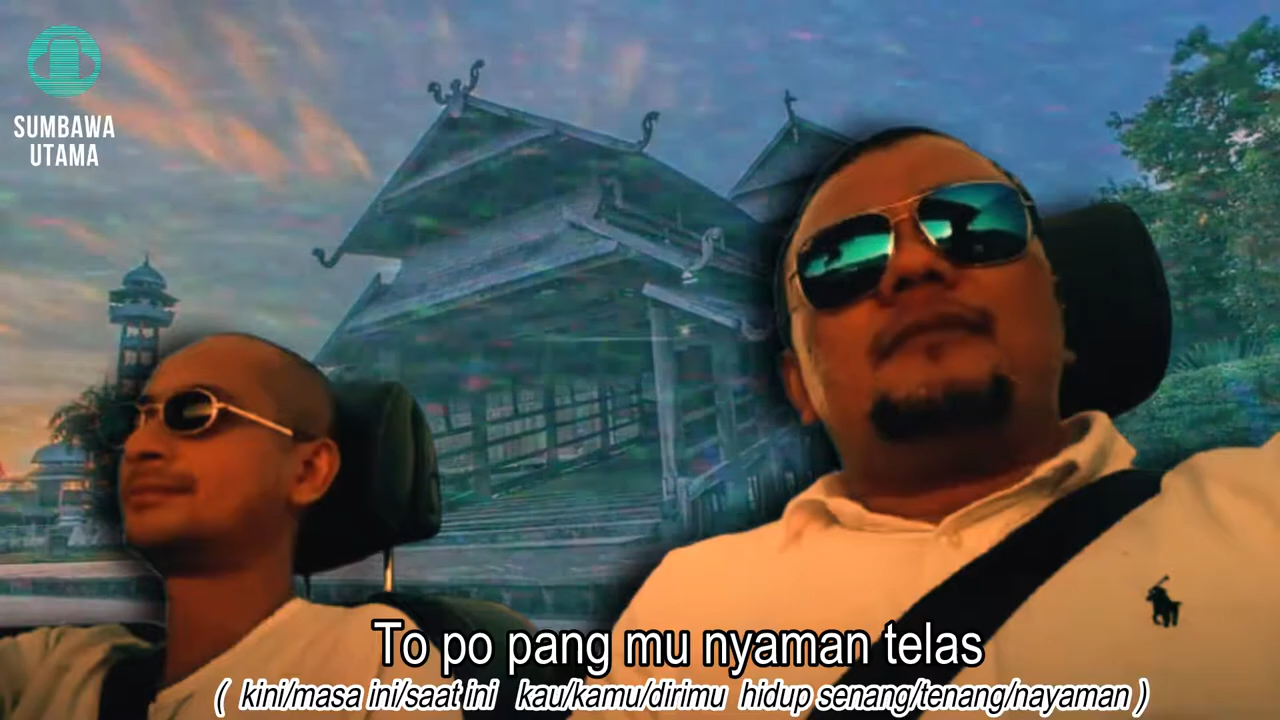 SUMBAWA
UTAMA
To po pang mu nyaman telas
( kini/masa ini/saat ini kau/kamu/dirimu hidup senang/tenang/nayaman )